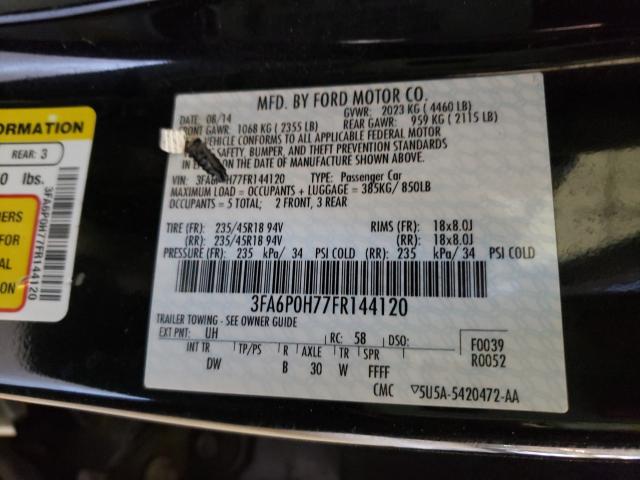 MFD. BY FORD MOTOR CO.
DATE: 08/14 GVWR: 2023 KG (4460 LB)
FRONT GAWR: 1068 KG (2355 LB) REAR GAWR: 959 KG (2115 LB)
VEHICLE CONFORMS TO ALL APPLICABLE FEDERAL MOTOR
SAFETY, BUMPER, AND THEFT PREVENTION STANDARDS
IN EFFECT ON THE DATE OF MANUFACTURE SHOWN ABOVE.
VIN: 3FA6P0H77FR144120 TYPE: Passenger Car
MAXIMUM LOAD = OCCUPANTS + LUGGAGE = 385KG/850LB
OCCUPANTS = 5 TOTAL; 2 FRONT, 3 REAR
TIRE (FR): 235/45R18 94V RIMS (FR): 18x8.0J
(RR): 235/45R18 94V (RR): 18x8.0J
PRESSURE (FR): 235 kPa/ 34 PSI COLD (RR): 235 kPa/ 34 PSI COLD
3FA6P0H77FR144120
TRAILER TOWING - SEE OWNER GUIDE
EXT PNT: UH RC: 58 DSO:
F0039
R0052
INT TR TP/PS R AXLE TR SPR
DW B 30 W FFFF
CMC ▽5U5A-5420472-AA
ORMATION
REAR: 3
0 lbs.
ERS
FOR
AL
ON
3FA6P0H77FR144120